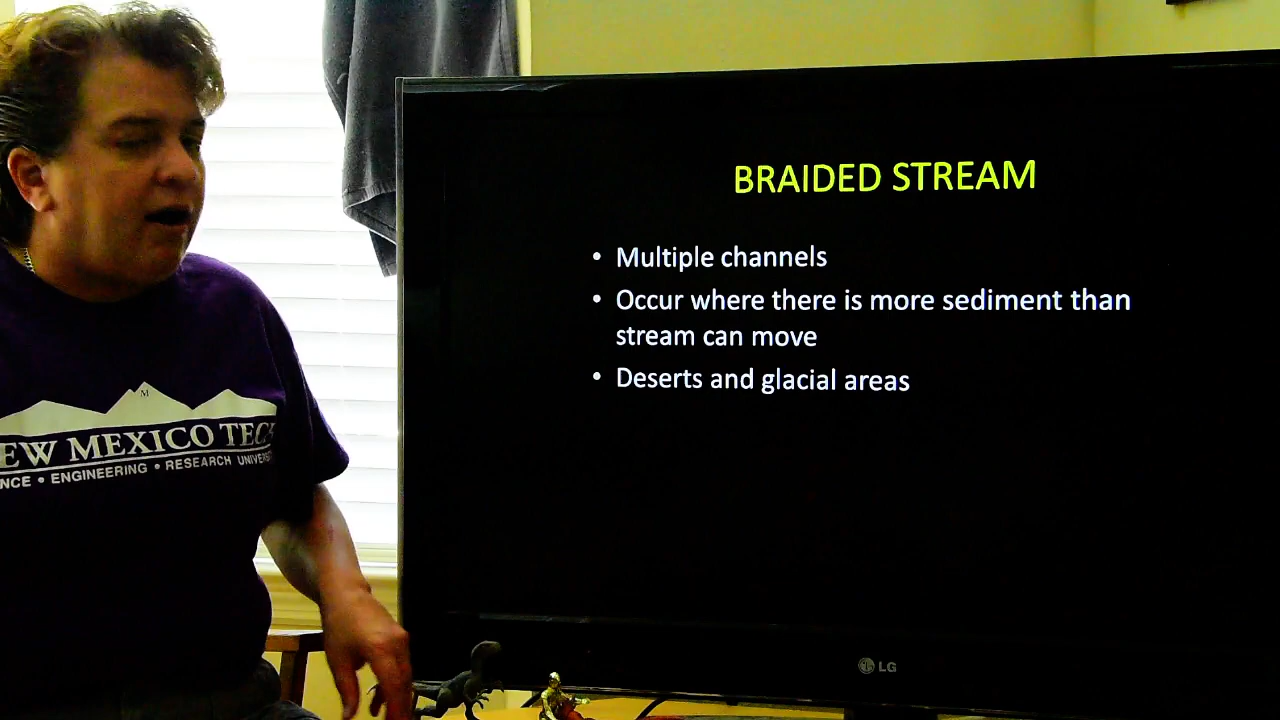 BRAIDED STREAM
• Multiple channels
• Occur where there is more sediment than
stream can move
• Deserts and glacial areas
M
EW MEXICO TEC
NCE • ENGINEERING • RESEARCH UNIVERS
LG